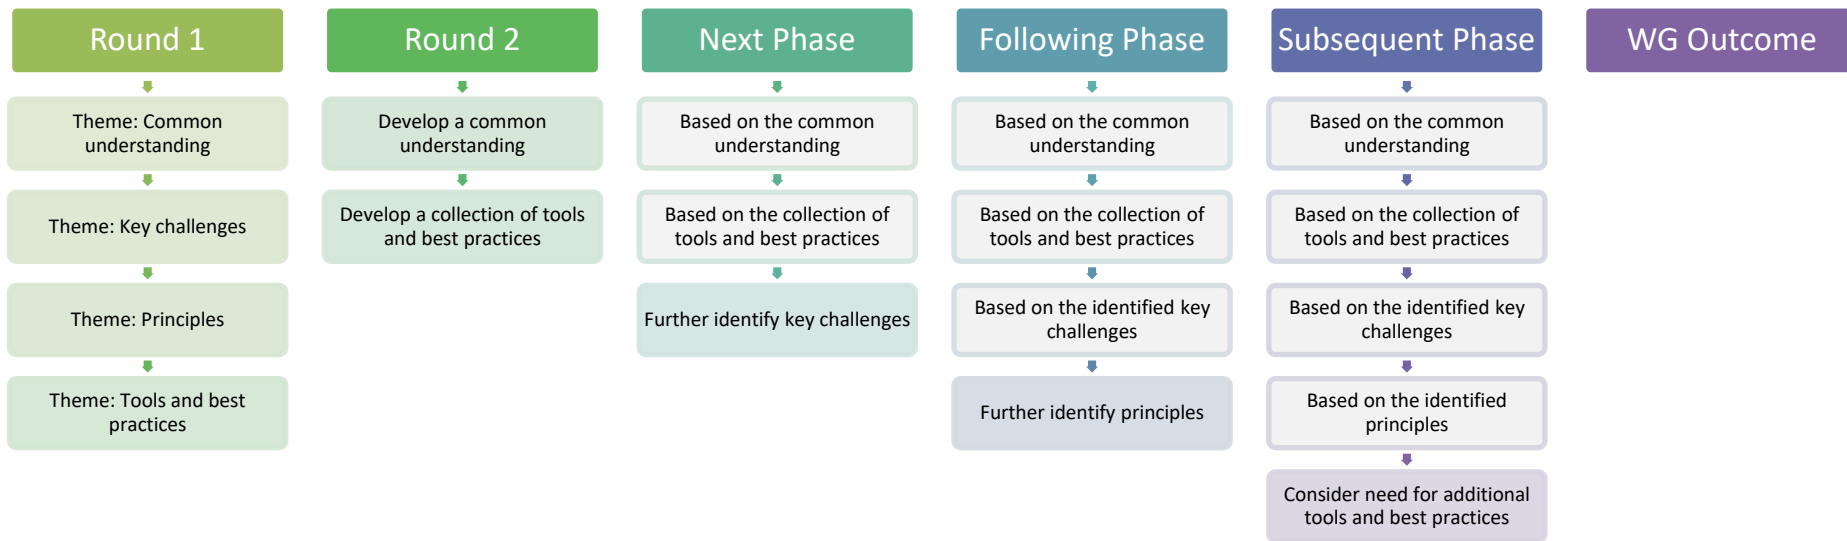 Round 1
Theme: Common
understanding
Theme: Key challenges
Theme: Principles
Theme: Tools and best
practices
Round 2
Develop a common
understanding
Develop a collection of tools
and best practices
Next Phase
Based on the common
understanding
Based on the collection of
tools and best practices
Further identify key challenges
Following Phase
Based on the common
understanding
Based on the collection of
tools and best practices
Based on the identified key
challenges
Further identify principles
Subsequent Phase
Based on the common
understanding
Based on the collection of
tools and best practices
Based on the identified key
challenges
Based on the identified
principles
Consider need for additional
tools and best practices
WG Outcome